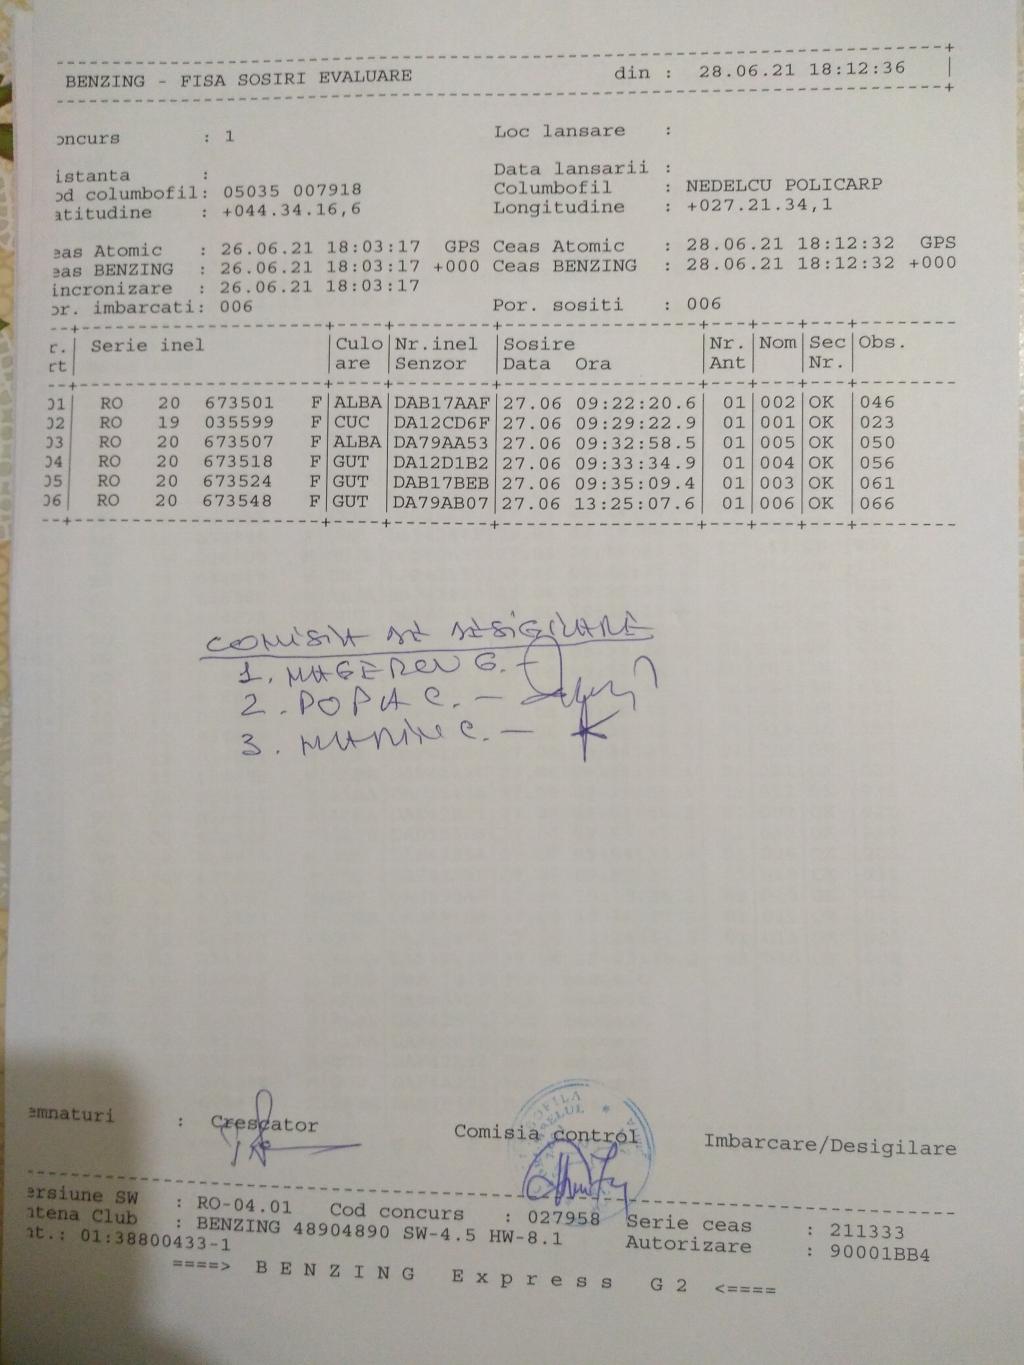 BENZING - FISA SOSIRI EVALUARE din : 28.06.21 18:12:36
oncurs : 1 Loc lansare :
istanta : Data lansarii :
od columbofil: 05035 007918 Columbofil : NEDELCU POLICARP
atitudine : +044.34.16,6 Longitudine : +027.21.34,1
eas Atomic : 26.06.21 18:03:17 GPS Ceas Atomic : 28.06.21 18:12:32 GPS
eas BENZING : 26.06.21 18:03:17 +000 Ceas BENZING : 28.06.21 18:12:32 +000
incronizare : 26.06.21 18:03:17
or. imbarcati: 006 Por. sositi : 006
r. Serie inel Culo Nr.inel Sosire Nr. Nom Sec Obs.
rt are Senzor Data Ora Ant Nr.
01 RO 20 673501 F ALBA DAB17AAF 27.06 09:22:20.6 01 002 OK 046
02 RO 19 035599 F CUC DA12CD6F 27.06 09:29:22.9 01 001 OK 023
03 RO 20 673507 F ALBA DA79AA53 27.06 09:32:58.5 01 005 OK 050
04 RO 20 673518 F GUT DA12D1B2 27.06 09:33:34.9 01 004 OK 056
05 RO 20 673524 F GUT DAB17BEB 27.06 09:35:09.4 01 003 OK 061
06 RO 20 673548 F GUT DA79AB07 27.06 13:25:07.6 01 006 OK 066
COMISIA DE DESIGILARE
1. MAGEREU G. -
2. POPA C. -
3. MARIN C. -
emnaturi : Crescator Comisia control Imbarcare/Desigilare
ersiune SW : RO-04.01 Cod concurs : 027958 Serie ceas : 211333
ntena Club : BENZING 48904890 SW-4.5 HW-8.1 Autorizare : 90001BB4
at.: 01:38800433-1
====> B E N Z I N G E x p r e s s G 2 <====